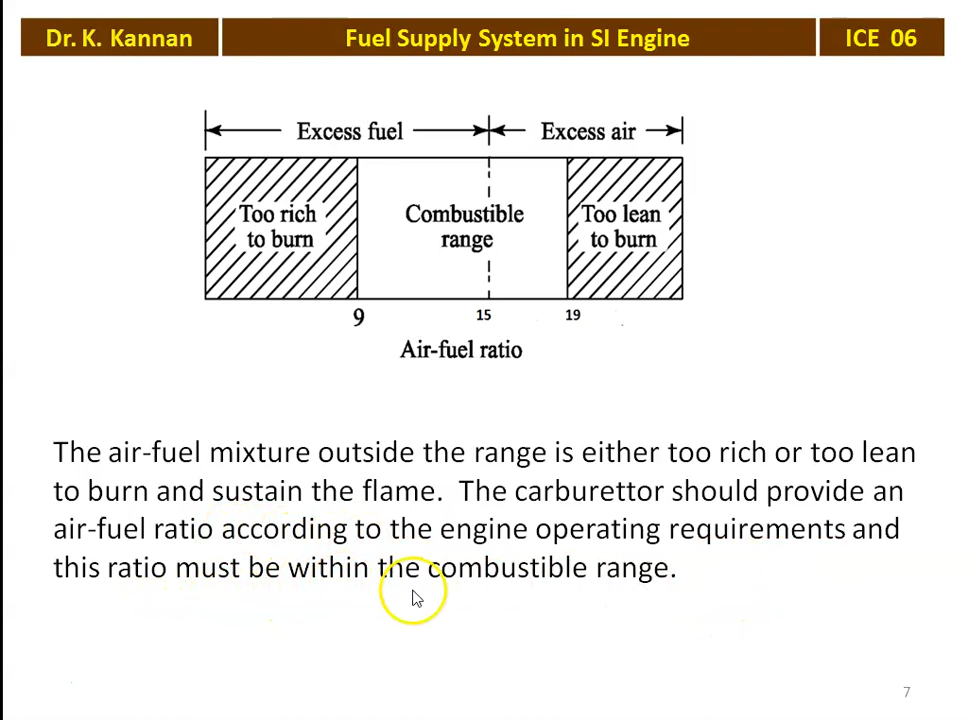 Dr. K. Kannan
Fuel Supply System in SI Engine
ICE 06
Excess fuel
Excess air
Too rich
to burn
Combustible
range
Too lean
to burn
9
15
19
Air-fuel ratio
The air-fuel mixture outside the range is either too rich or too lean
to burn and sustain the flame. The carburettor should provide an
air-fuel ratio according to the engine operating requirements and
this ratio must be within the combustible range.
7